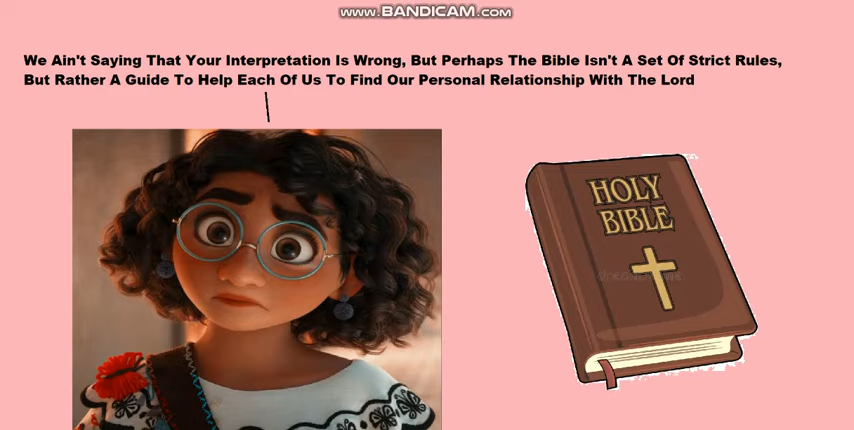 www.BANDICAM.com
We Ain't Saying That Your Interpretation Is Wrong, But Perhaps The Bible Isn't A Set Of Strict Rules,
But Rather A Guide To Help Each Of Us To Find Our Personal Relationship With The Lord
HOLY
BIBLE